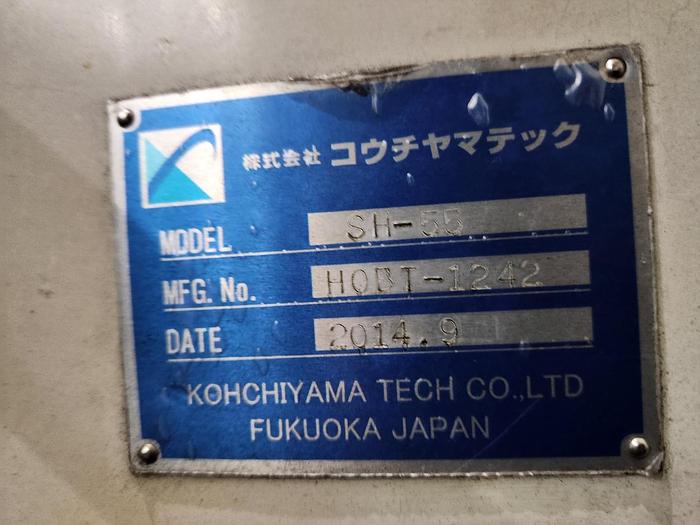 株式会社 コウチヤマテック
MODEL SH-55
MFG. No. HOBT-1242
DATE 2014.9
KOHCHIYAMA TECH CO.,LTD
FUKUOKA JAPAN